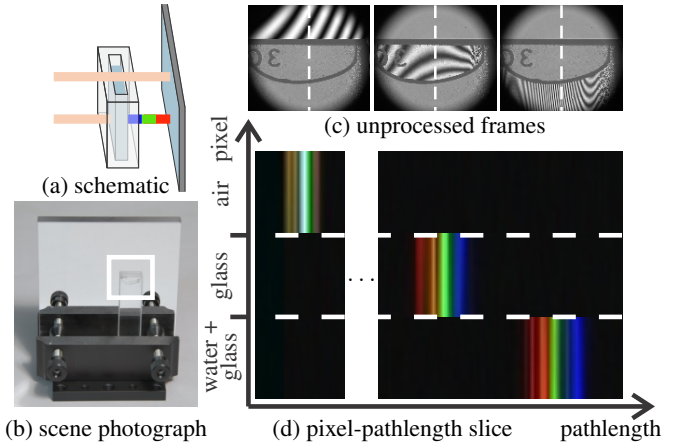 (a) schematic
(b) scene photograph
(c) unprocessed frames
pixel
air
glass
water +
glass
. . .
(d) pixel-pathlength slice
pathlength